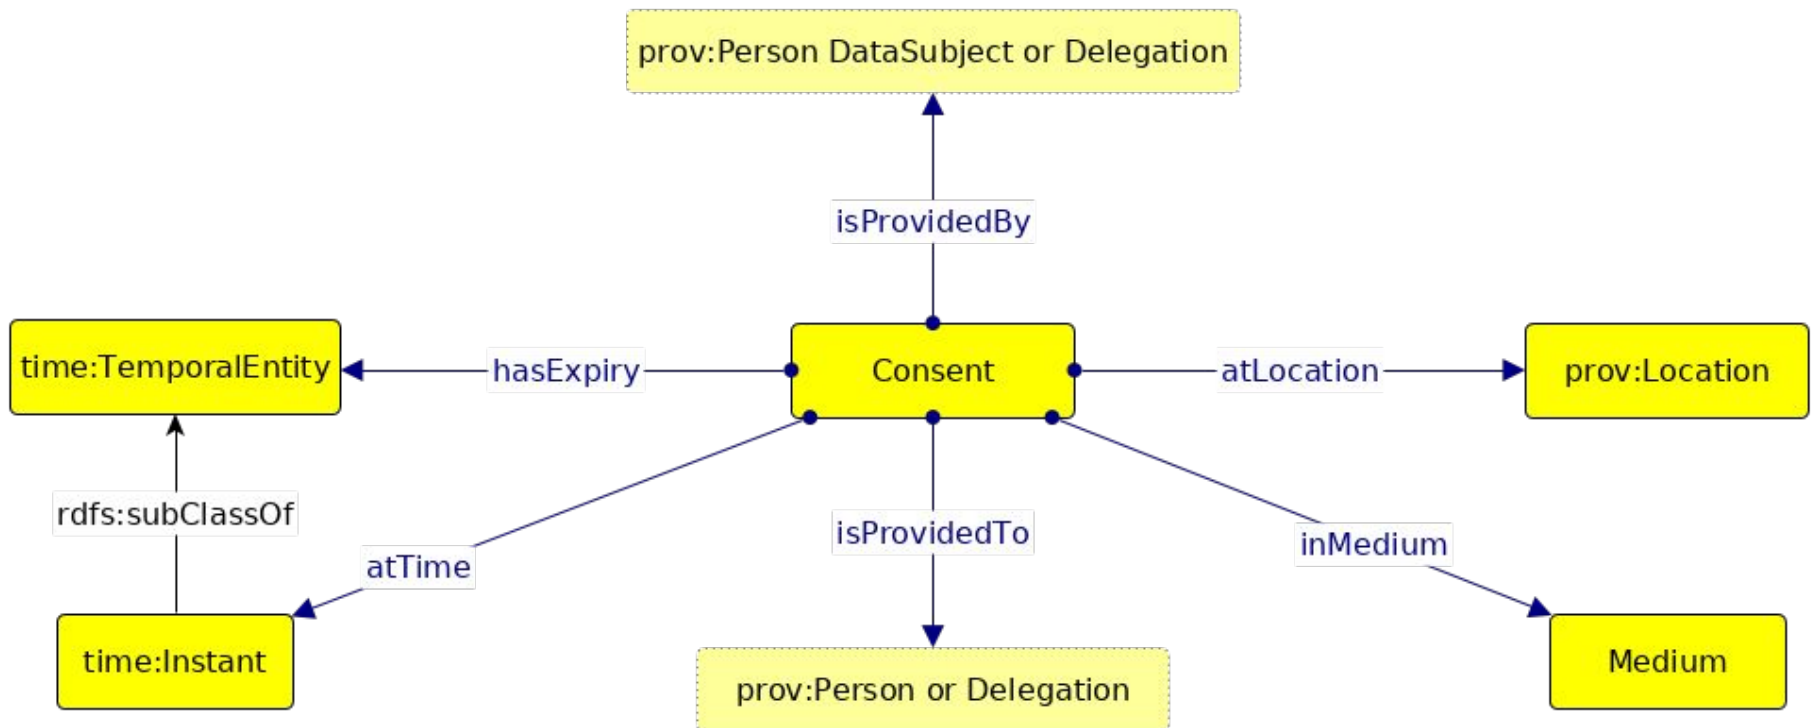 prov:Person DataSubject or Delegation
isProvidedBy
time:TemporalEntity
hasExpiry
Consent
atLocation
prov:Location
rdfs:subClassOf
atTime
isProvidedTo
inMedium
time:Instant
prov:Person or Delegation
Medium